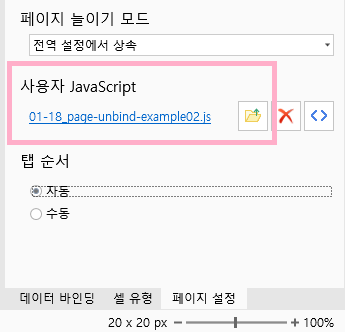 페이지 늘이기 모드
전역 설정에서 상속
사용자 JavaScript
01-18_page-unbind-example02.js
탭 순서
자동
수동
데이터 바인딩 셀 유형 페이지 설정
20 x 20 px 100%